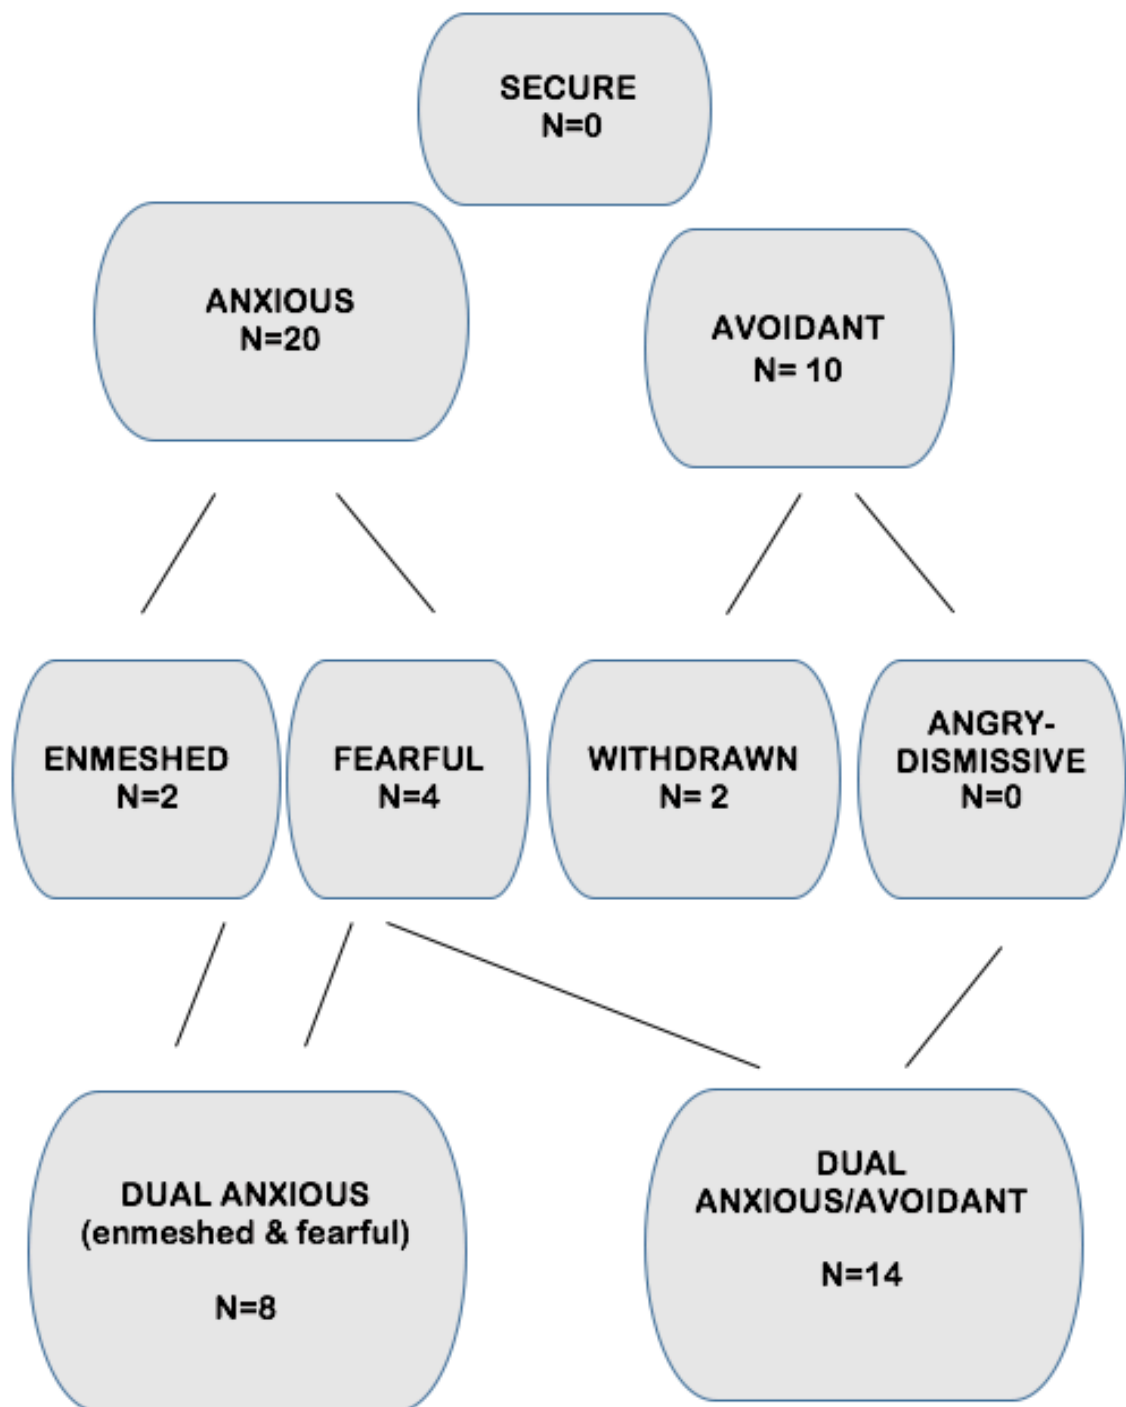 SECURE
N=0
ANXIOUS
N=20
AVOIDANT
N= 10
ENMESHED
N=2
FEARFUL
N=4
WITHDRAWN
N= 2
ANGRY-
DISMISSIVE
N=0
DUAL ANXIOUS
(enmeshed & fearful)
N=8
DUAL
ANXIOUS/AVOIDANT
N=14